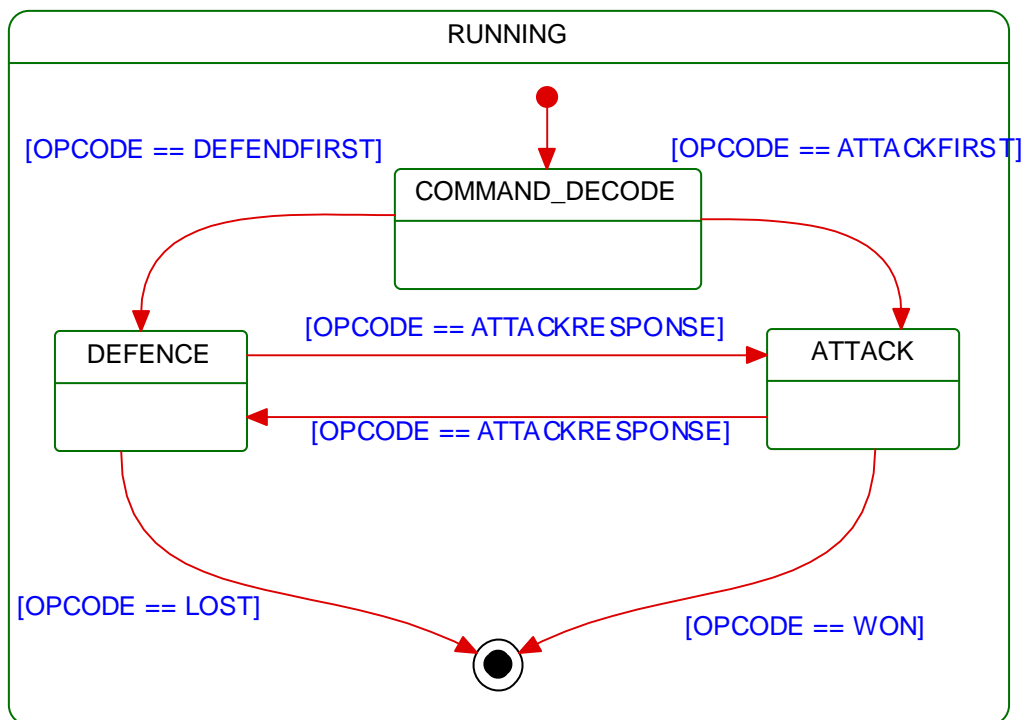 RUNNING
[OPCODE == DEFENDFIRST]
[OPCODE == ATTACKFIRST]
COMMAND_DECODE
[OPCODE == ATTACKRESPONSE]
DEFENCE
ATTACK
[OPCODE == ATTACKRESPONSE]
[OPCODE == LOST]
[OPCODE == WON]